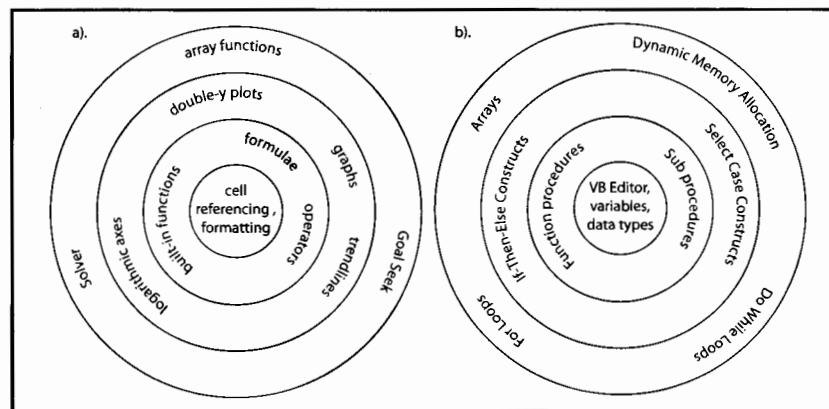 a).
array functions
double-y plots
graphs
formulae
built-in functions
operators
cell
referencing ,
formatting
logarithmic axes
trendlines
Solver
Goal Seek
b).
Dynamic Memory Allocation
Arrays
If-Then-Else Constructs
Select Case Constructs
Function procedures
Sub procedures
VB Editor,
variables,
data types
For Loops
Do While Loops